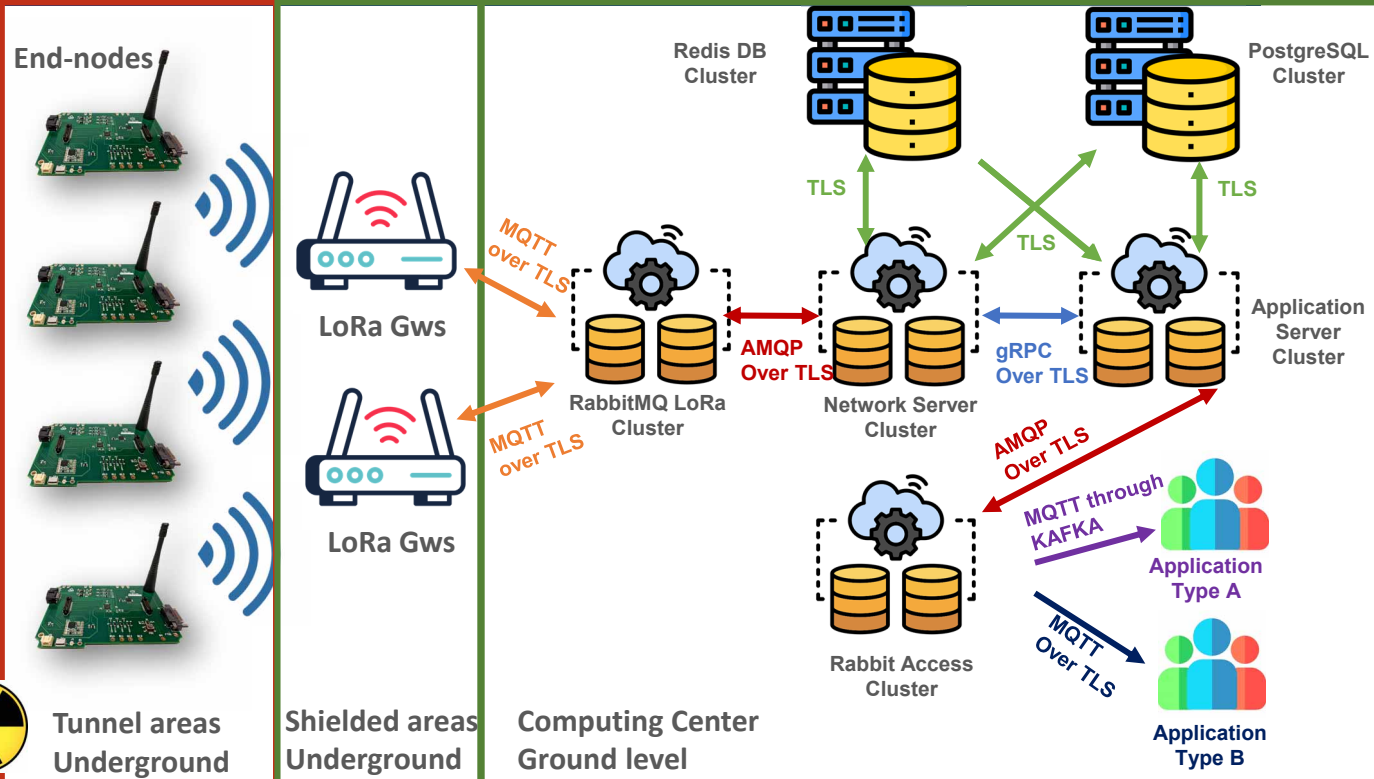 End-nodes
Redis DB
Cluster
PostgreSQL
Cluster
TLS
TLS
TLS
MQTT
over TLS
LoRa Gws
AMQP
Over TLS
gRPC
Over TLS
Application
Server
Cluster
RabbitMQ LoRa
Cluster
Network Server
Cluster
MQTT
over TLS
LoRa Gws
AMQP
Over TLS
MQTT through
KAFKA
Application
Type A
MQTT
Over TLS
Rabbit Access
Cluster
Application
Type B
Tunnel areas
Underground
Shielded areas
Underground
Computing Center
Ground level